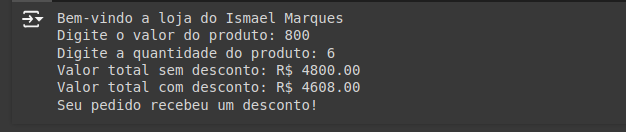 Bem-vindo a loja do Ismael Marques
Digite o valor do produto: 800
Digite a quantidade do produto: 6
Valor total sem desconto: R$ 4800.00
Valor total com desconto: R$ 4608.00
Seu pedido recebeu um desconto!